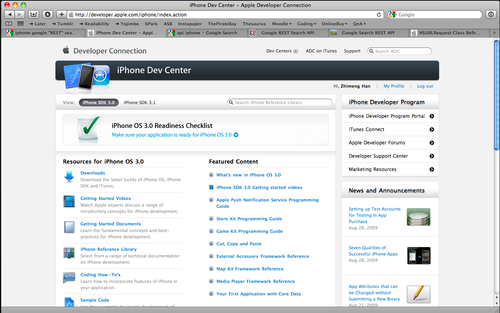 iPhone Dev Center – Apple Developer Connection
http://developer.apple.com/iphone/index.action
Google
Later
Tumblr
Readability
Yojimbo
ESPN
ASB
Instapaper
ThePirateBay
Thesaurus
Moodle
Coding
OnlineBuy
QnA
iphone google "REST" sea...
iPhone Dev Center – Appl...
api iphone – Google Search
Google REST Search API
Google REST Search API
NSURLRequest Class Refe...
Developer Connection
Dev Centers
ADC on iTunes
Support
Search ADC
iPhone Dev Center
Hi, Zhimeng Han
My Profile
Log out
View:
iPhone SDK 3.0
iPhone SDK 3.1
Search iPhone Reference Library
iPhone OS 3.0 Readiness Checklist
Make sure your application is ready for iPhone OS 3.0
Resources for iPhone OS 3.0
Downloads
Download the latest builds of iPhone OS, iPhone
SDK and iTunes.
Getting Started Videos
Watch Apple experts discuss a range of
introductory concepts for iPhone development.
Getting Started Documents
Learn the fundamental concepts and best-
practices for iPhone development.
iPhone Reference Library
Select from a range of technical documentation
on iPhone development.
Coding How-To's
Learn how to incorporate features of iPhone in
your application.
Sample Code
Featured Content
What's new in iPhone OS 3.0
iPhone SDK 3.0 Getting started videos
Apple Push Notification Service Programming
Guide
Store Kit Programming Guide
Game Kit Programming Guide
Cut, Copy and Paste
External Accessory Framework Reference
Map Kit Framework Reference
Media Player Framework Reference
Your First Application with Core Data
iPhone Developer Program
iPhone Developer Program Portal
iTunes Connect
Apple Developer Forums
Developer Support Center
Marketing Resources
News and Announcements
Setting up Test Accounts
for Testing In App
Purchase
Aug 28, 2009
Seven Qualities of
Successful iPhone Apps
Aug 28, 2009
App Attributes that can
be Changed without
Submitting a New Binary